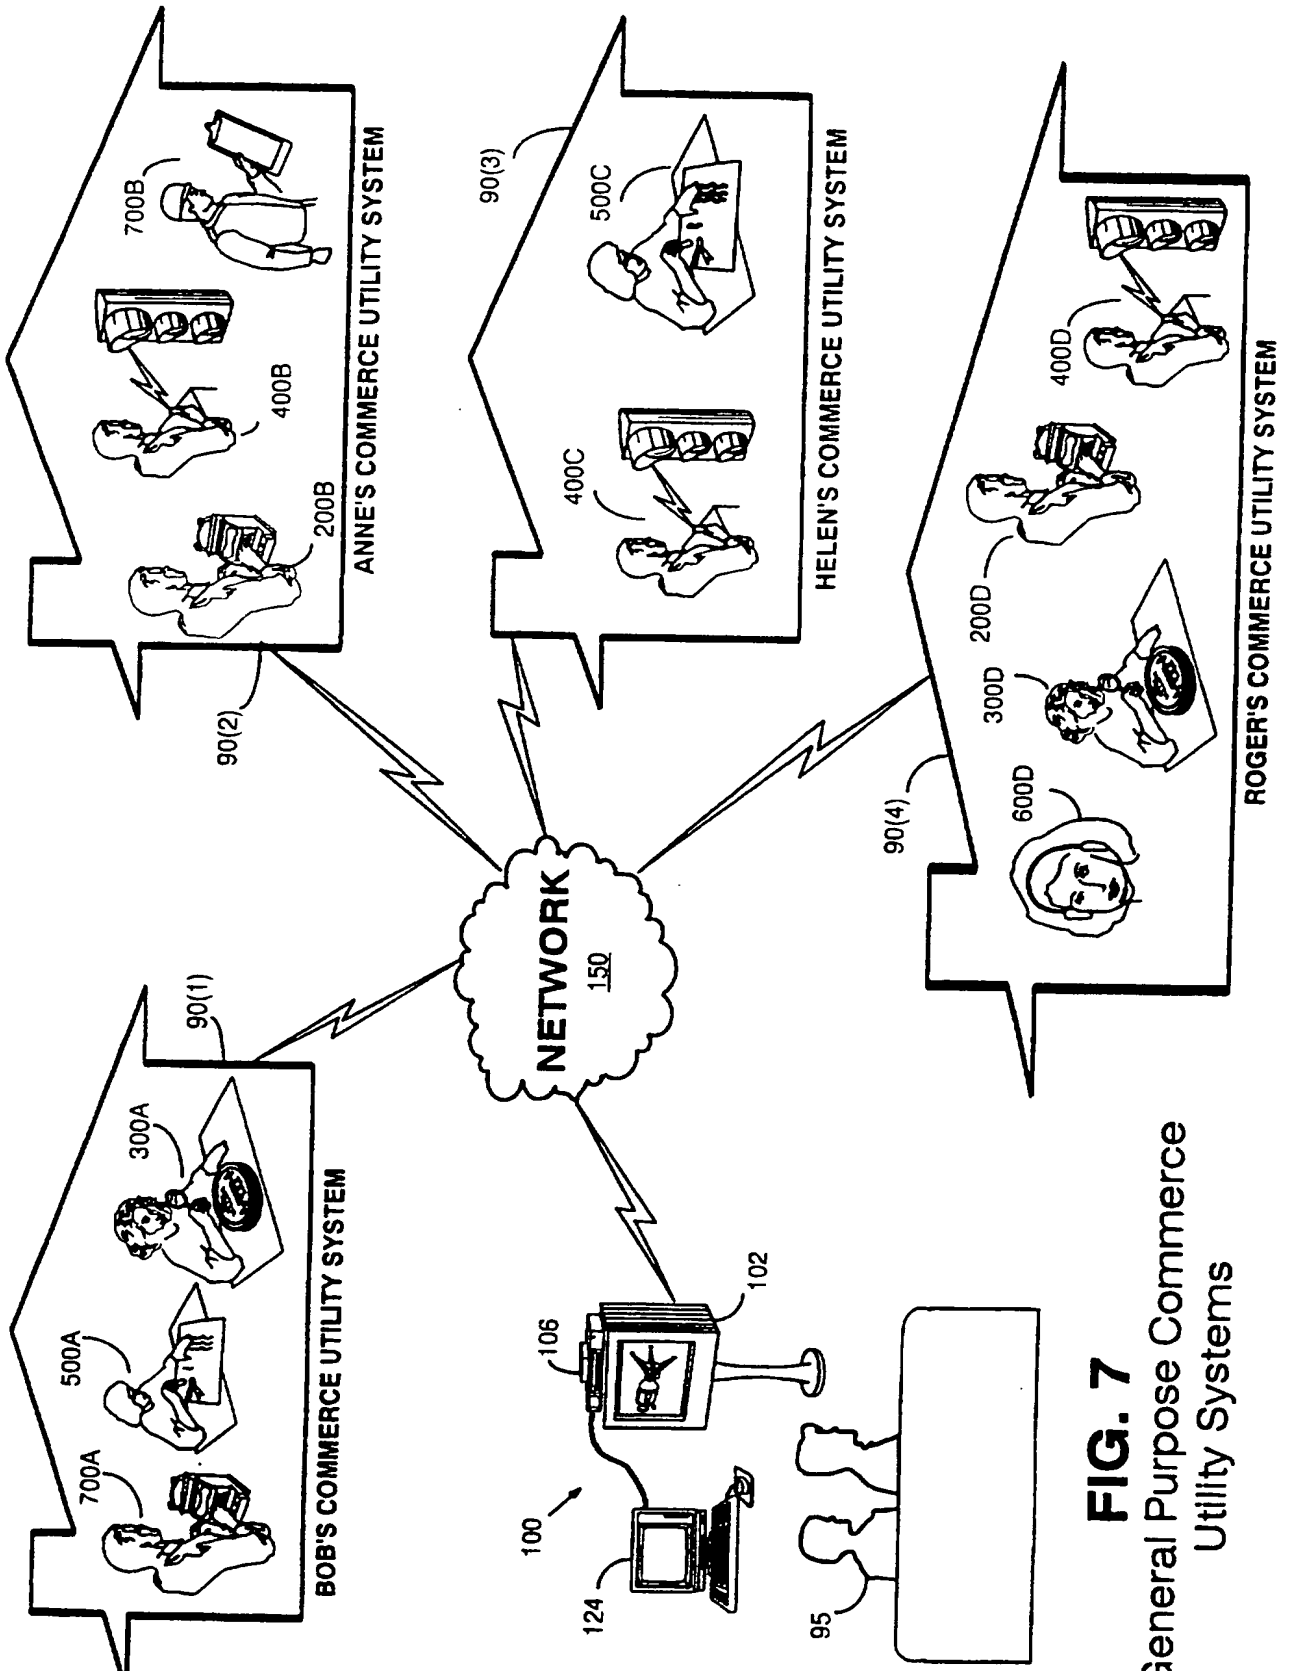 90(1)
700A
500A
300A
BOB'S COMMERCE UTILITY SYSTEM
90(2)
200B
400B
700B
ANNE'S COMMERCE UTILITY SYSTEM
90(3)
400C
500C
HELEN'S COMMERCE UTILITY SYSTEM
NETWORK
150
100
106
102
124
95
90(4)
600D
300D
200D
400D
ROGER'S COMMERCE UTILITY SYSTEM
FIG. 7
General Purpose Commerce
Utility Systems